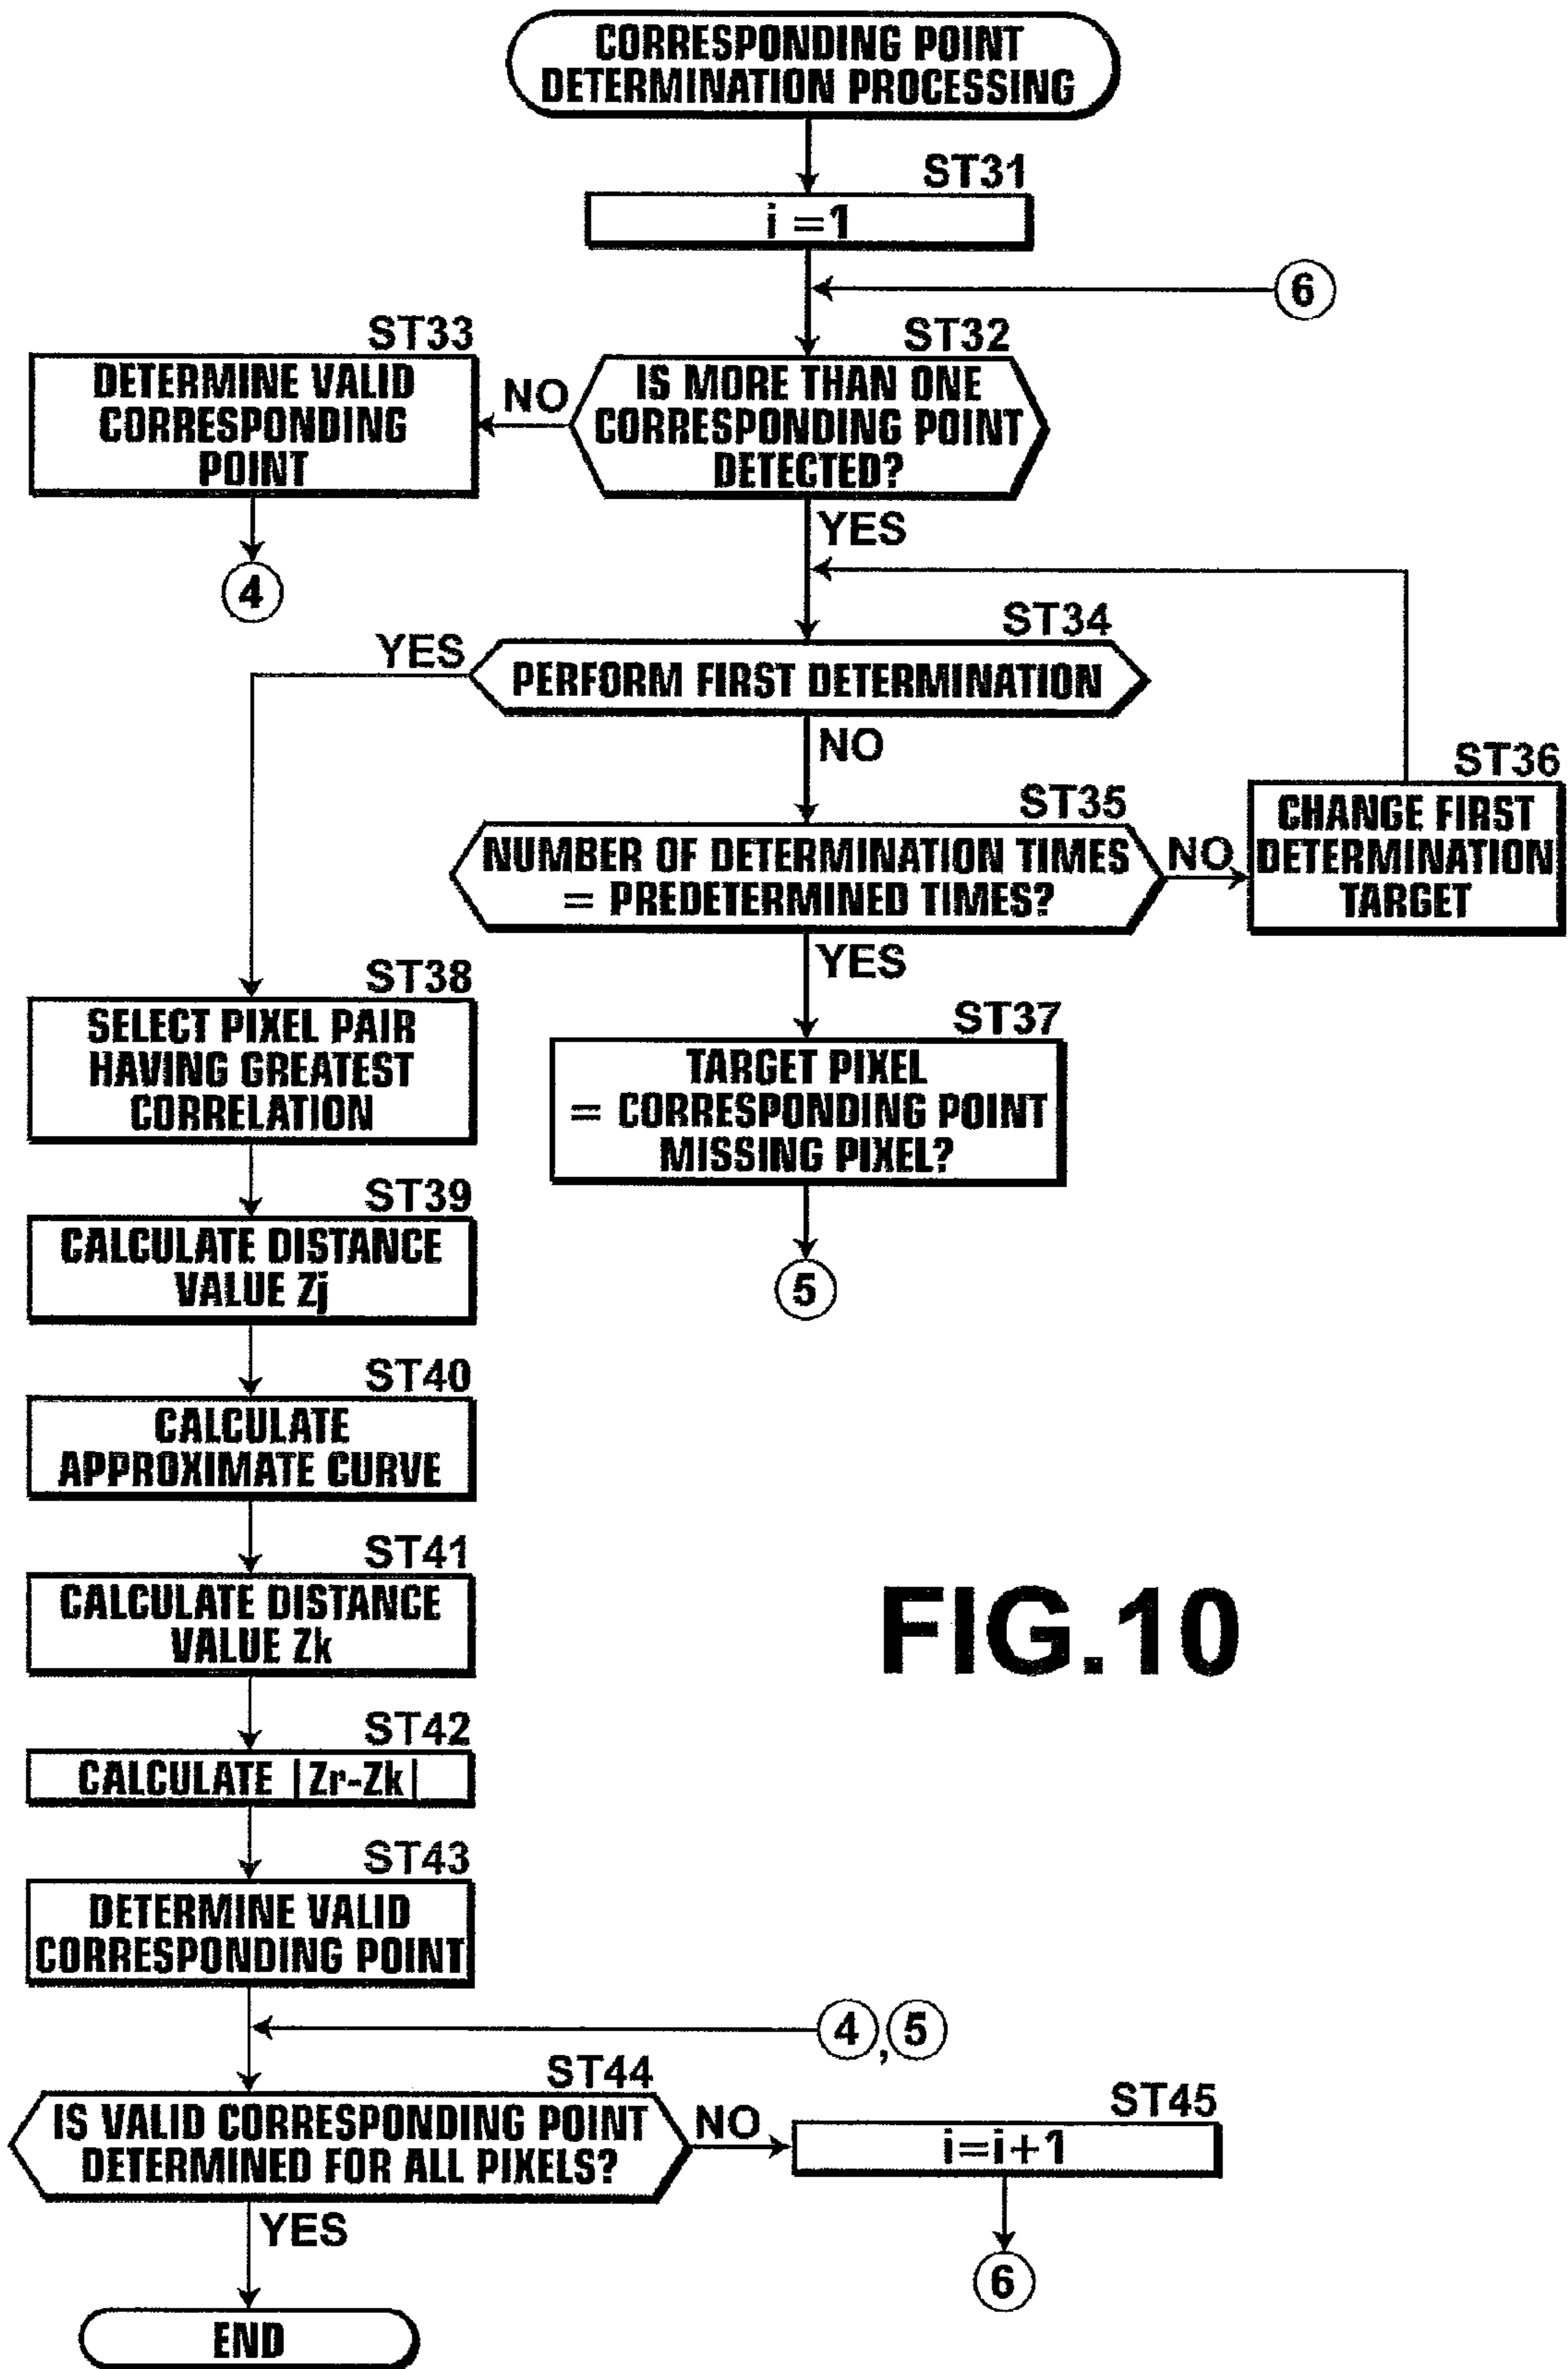 CORRESPONDING POINT
DETERMINATION PROCESSING
ST31
i =1
6
ST32
IS MORE THAN ONE
CORRESPONDING POINT
DETECTED?
NO
ST33
DETERMINE VALID
CORRESPONDING
POINT
4
YES
ST34
PERFORM FIRST DETERMINATION
YES
NO
ST35
NUMBER OF DETERMINATION TIMES
= PREDETERMINED TIMES?
NO
ST36
CHANGE FIRST
DETERMINATION
TARGET
YES
ST37
TARGET PIXEL
= CORRESPONDING POINT
MISSING PIXEL?
5
ST38
SELECT PIXEL PAIR
HAVING GREATEST
CORRELATION
ST39
CALCULATE DISTANCE
VALUE Zj
ST40
CALCULATE
APPROXIMATE CURVE
ST41
CALCULATE DISTANCE
VALUE Zk
ST42
CALCULATE |Zr-Zk|
ST43
DETERMINE VALID
CORRESPONDING POINT
4,5
ST44
IS VALID CORRESPONDING POINT
DETERMINED FOR ALL PIXELS?
NO
ST45
i=i+1
6
YES
END
FIG.10